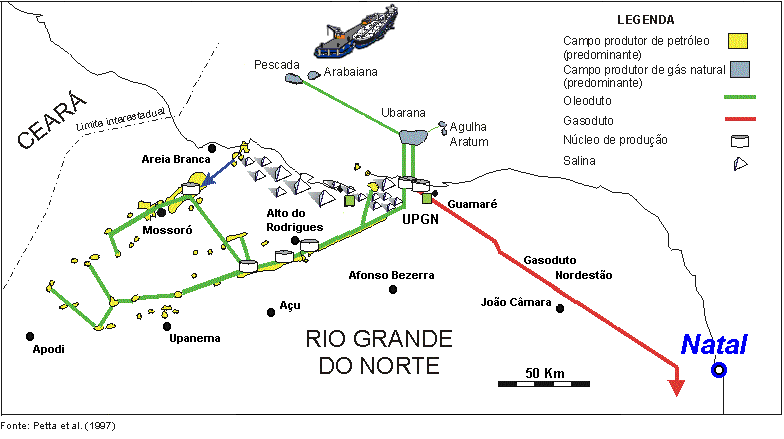 LEGENDA
Campo produtor de petróleo
(predominante)
Campo produtor de gás natural
(predominante)
Oleoduto
Gasoduto
Núcleo de produção
Salina
Pescada
Arabaiana
Ubarana
Agulha
Aratum
CEARÁ
Limite interestadual
Areia Branca
Mossoró
Alto do
Rodrigues
UPGN
Guamaré
Gasoduto
Nordestão
Afonso Bezerra
João Câmara
Açu
Upanema
Apodi
RIO GRANDE
DO NORTE
Natal
50 Km
Fonte: Petta et al. (1997)